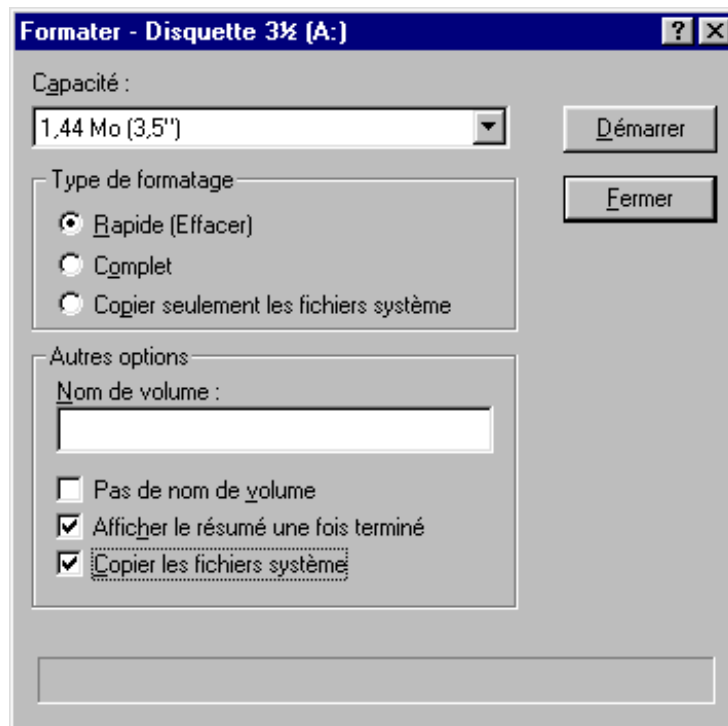 Formater - Disquette 3½ (A:)
Capacité :
1,44 Mo (3,5")
Démarrer
Type de formatage
Fermer
Rapide (Effacer)
Complet
Copier seulement les fichiers système
Autres options
Nom de volume :
Pas de nom de volume
Afficher le résumé une fois terminé
Copier les fichiers système